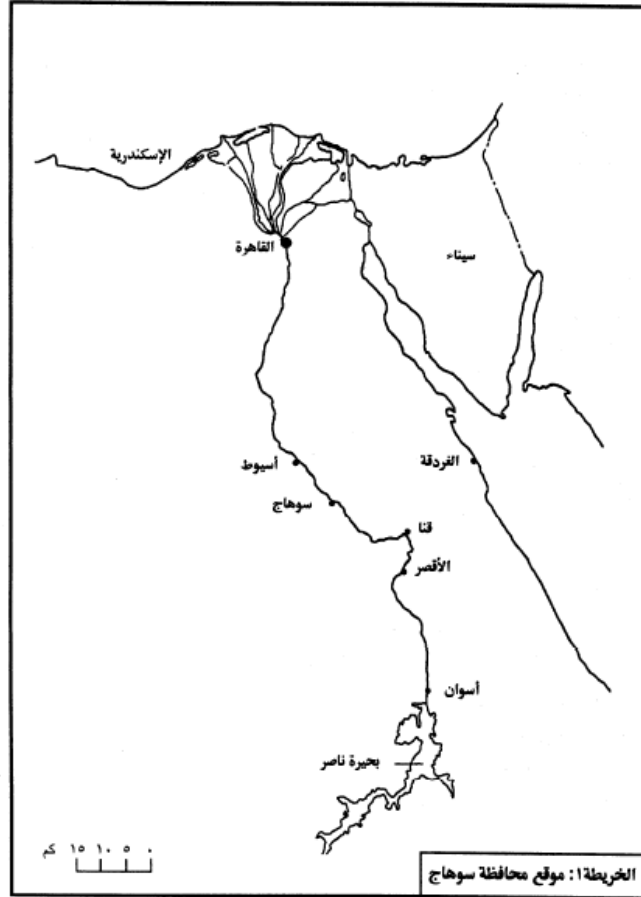 الإسكندرية
القاهرة
سيناء
أسيوط
الغردقة
سوهاج
قنا
الأقصر
أسوان
بحيرة ناصر
٠ ٥ ١٠ ١٥ كم
الخريطة١: موقع محافظة سوهاج